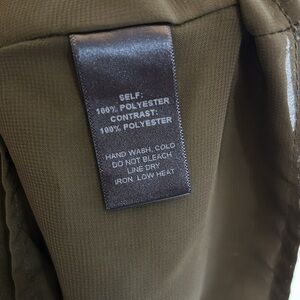 SELF:
100% POLYESTER
CONTRAST:
100% POLYESTER
HAND WASH, COLD
DO NOT BLEACH
LINE DRY
IRON, LOW HEAT